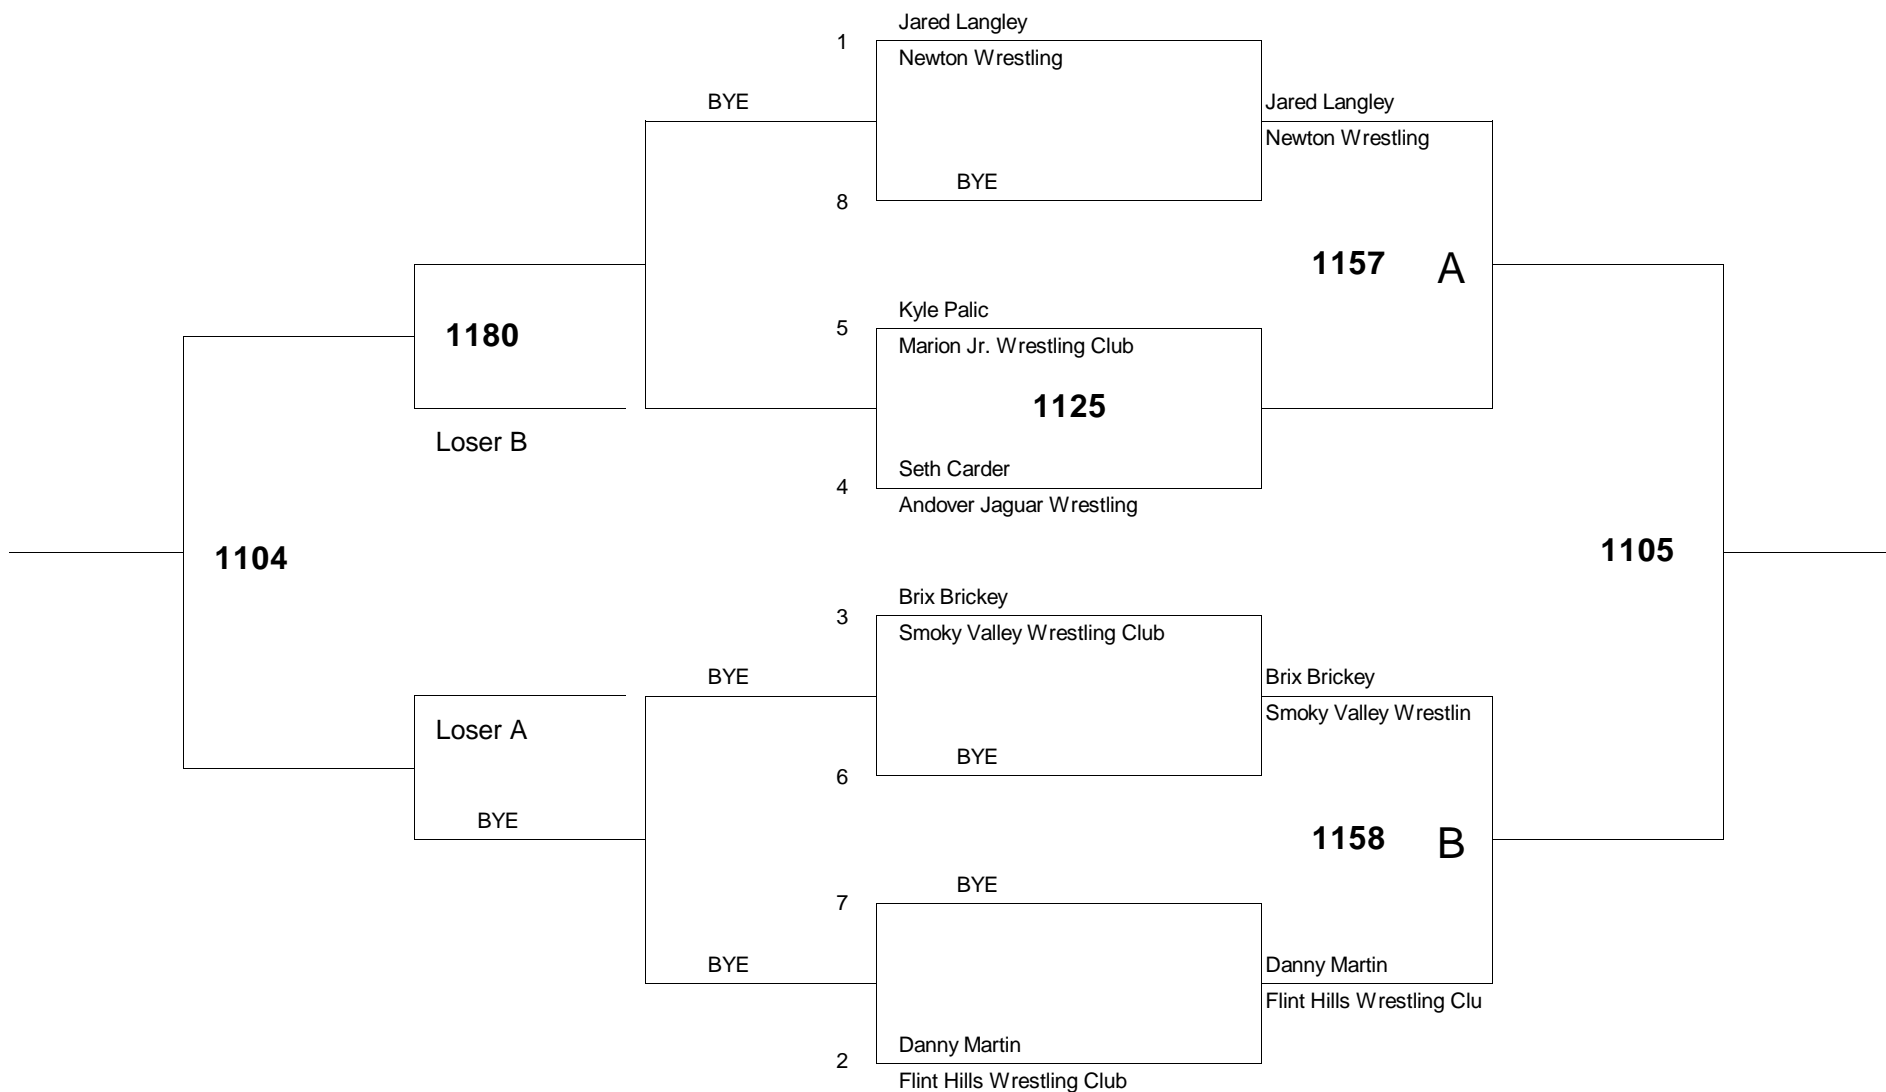 Jared Langley
1
Newton Wrestling
BYE
Jared Langley
Newton Wrestling
BYE
8
1157 A
Kyle Palic
5
1180
Marion Jr. Wrestling Club
1125
Loser B
Seth Carder
4
Andover Jaguar Wrestling
1104
1105
Brix Brickey
3
Smoky Valley Wrestling Club
BYE
Brix Brickey
Smoky Valley Wrestlin
Loser A
BYE
6
BYE
1158 B
BYE
7
BYE
Danny Martin
Flint Hills Wrestling Clu
Danny Martin
2
Flint Hills Wrestling Club